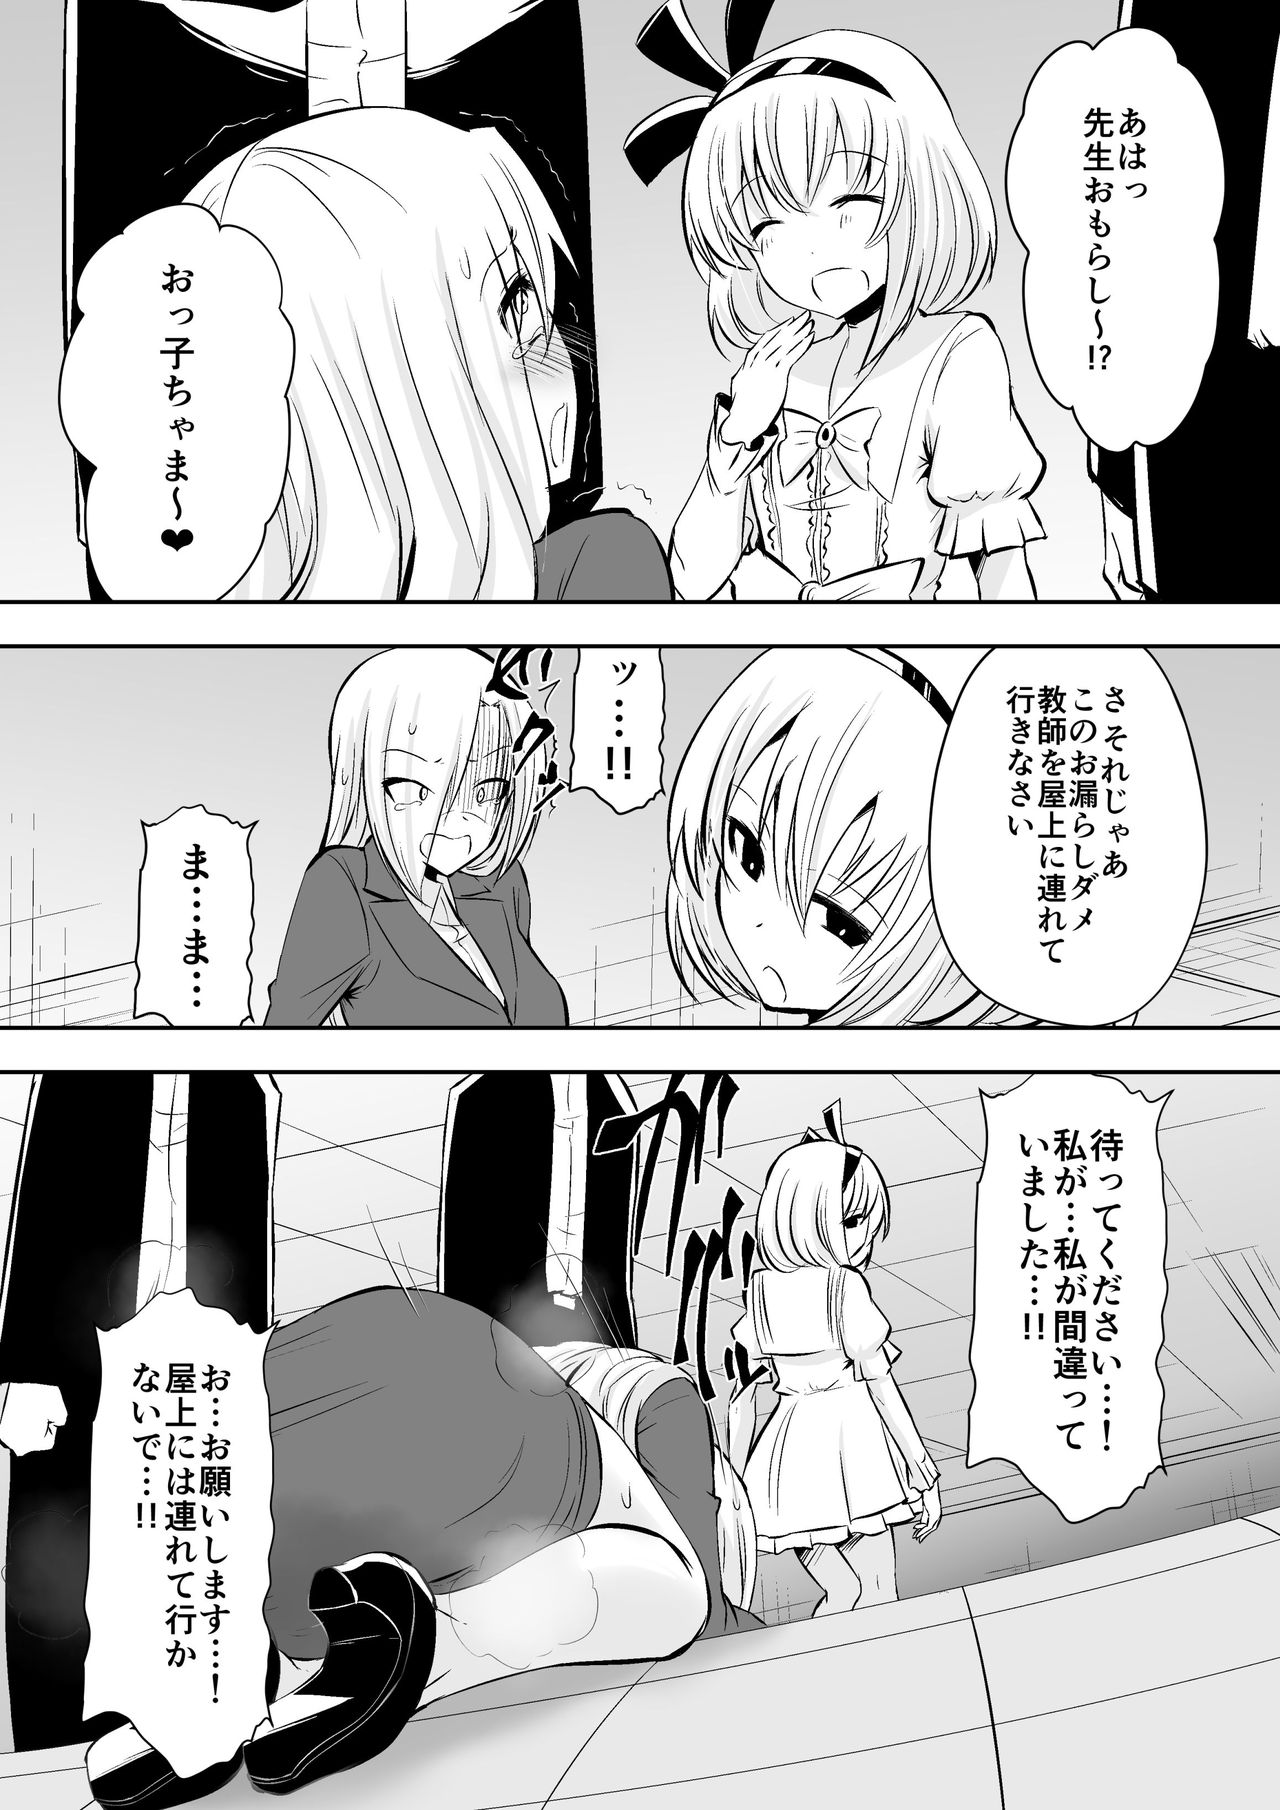 あはっ
先生おもらし～!?
おっ子ちゃま～♥
さそれじゃあ
このお漏らしダメ
教師を屋上に連れて
行きなさい
ッ…!!
ま……ま……
待ってください…！
私が…私が間違って
いました…!!
お…お願いします…！
屋上には連れて行か
ないで…!!